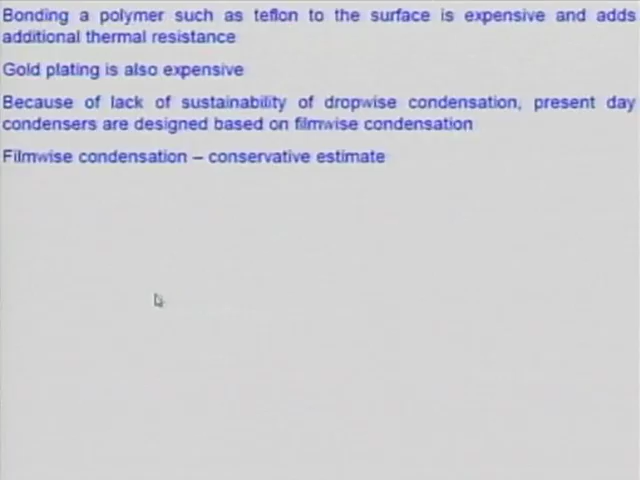 Bonding a polymer such as teflon to the surface is expensive and adds
additional thermal resistance
Gold plating is also expensive
Because of lack of sustainability of dropwise condensation, present day
condensers are designed based on filmwise condensation
Filmwise condensation – conservative estimate